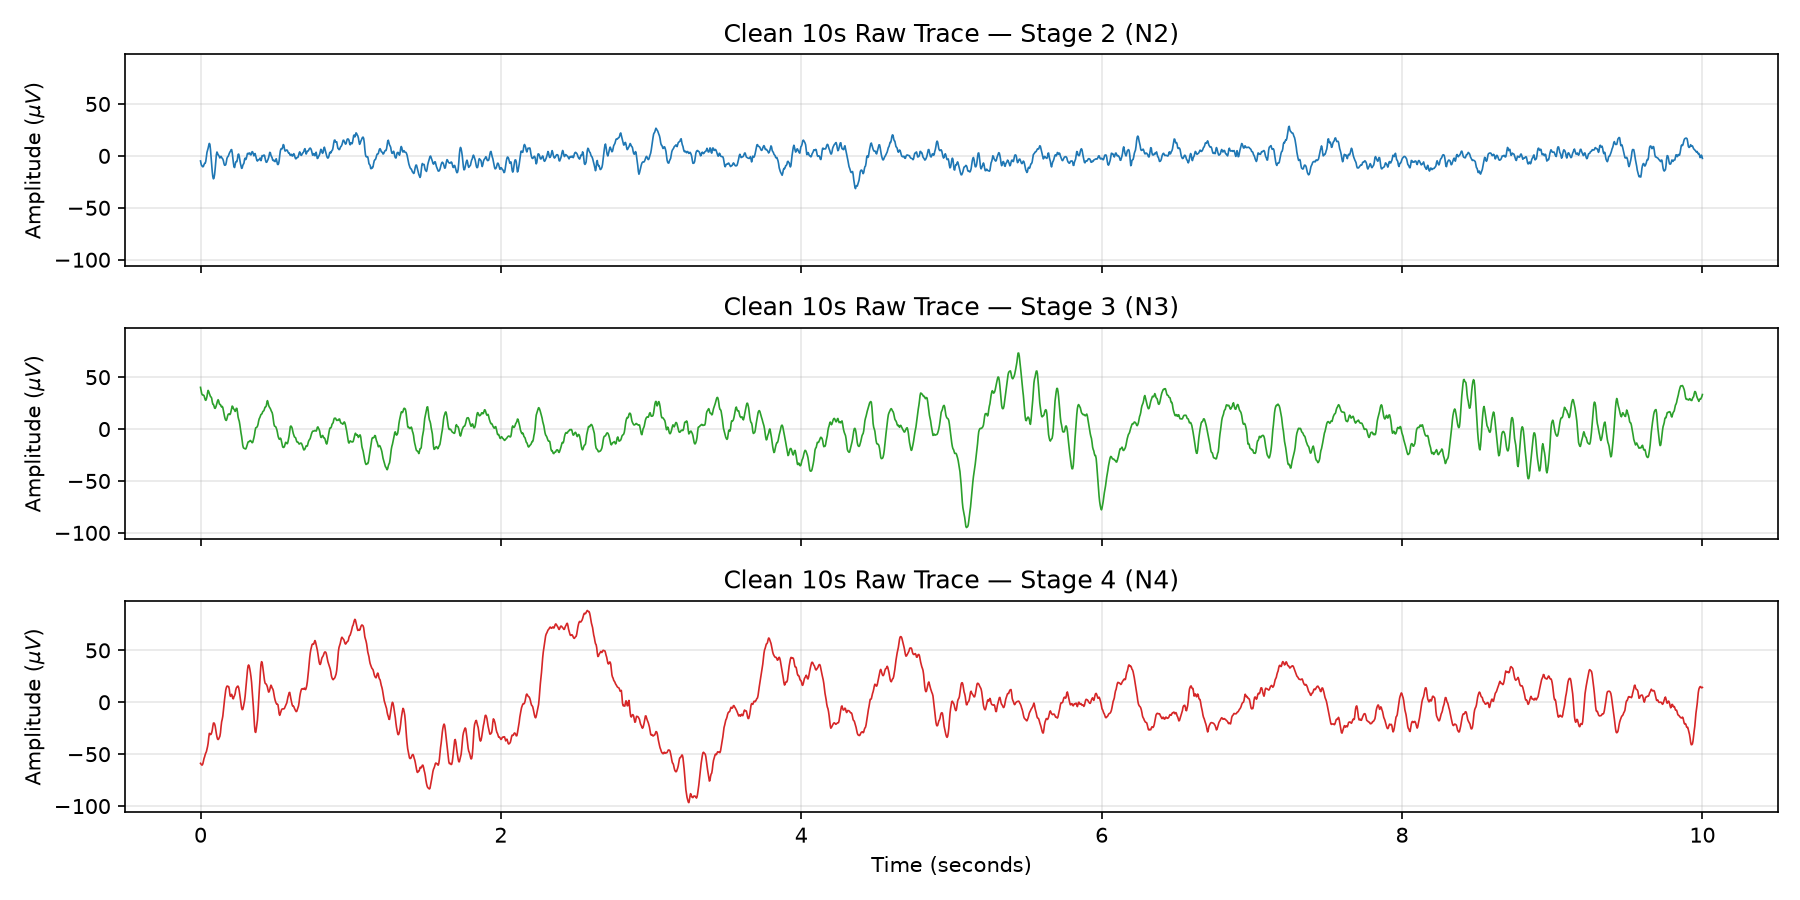 Clean 10s Raw Trace — Stage 2 (N2)
Amplitude (μV)
50
0
−50
−100
Clean 10s Raw Trace — Stage 3 (N3)
Amplitude (μV)
50
0
−50
−100
Clean 10s Raw Trace — Stage 4 (N4)
Amplitude (μV)
50
0
−50
−100
0 2 4 6 8 10
Time (seconds)